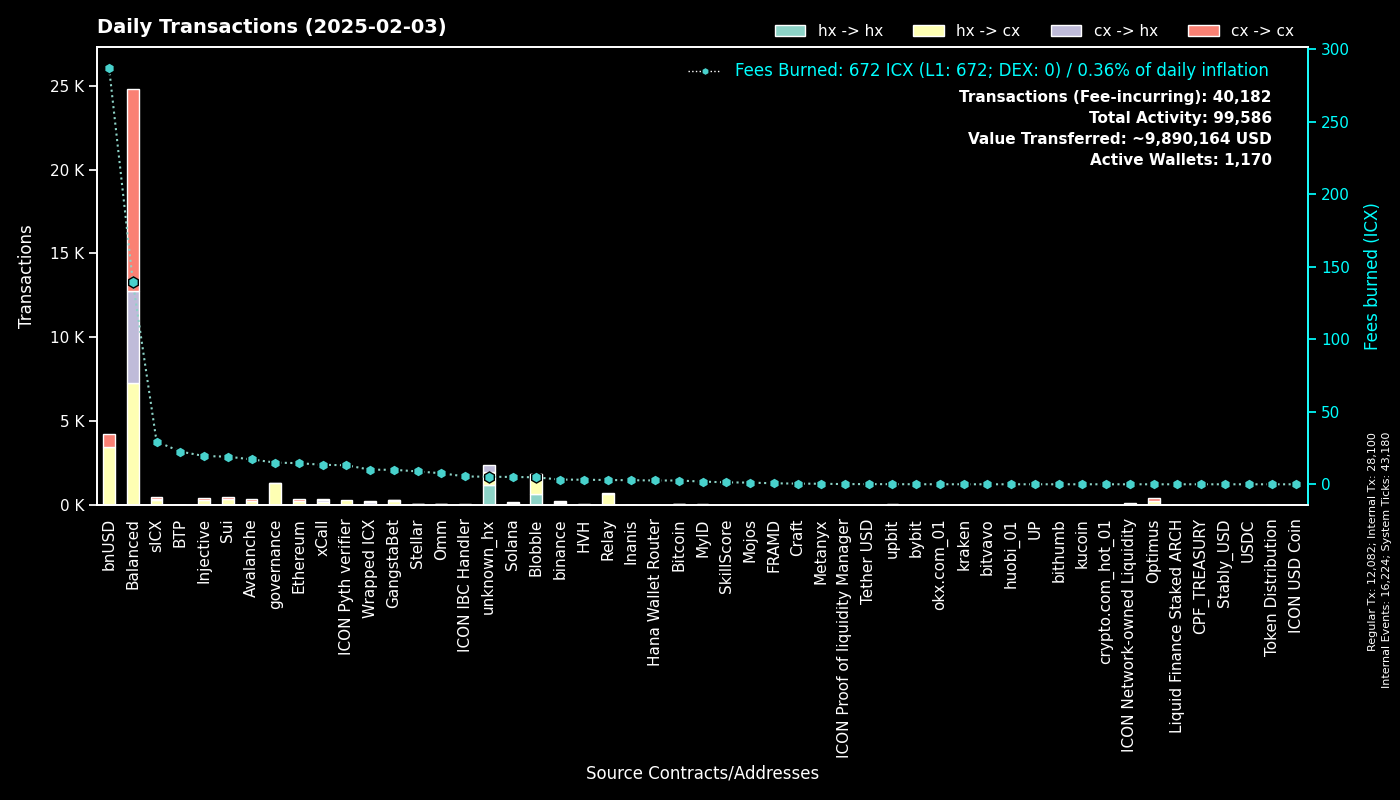 Daily Transactions (2025-02-03)
hx -> hx
hx -> cx
cx -> hx
cx -> cx
Fees Burned: 672 ICX (L1: 672; DEX: 0) / 0.36% of daily inflation
Transactions (Fee-incurring): 40,182
Total Activity: 99,586
Value Transferred: ~9,890,164 USD
Active Wallets: 1,170
Transactions
25 K
20 K
15 K
10 K
5 K
0 K
300
250
200
150
100
50
0
Fees burned (ICX)
Regular Tx: 12,082; Internal Tx: 28,100
Internal Events: 16,224; System Ticks: 43,180
bnUSD
Balanced
sICX
BTP
Injective
Sui
Avalanche
governance
Ethereum
xCall
ICON Pyth verifier
Wrapped ICX
GangstaBet
Stellar
Omm
ICON IBC Handler
unknown_hx
Solana
Blobble
binance
HVH
Relay
Inanis
Hana Wallet Router
Bitcoin
MyID
SkillScore
Mojos
FRAMD
Craft
Metanyx
ICON Proof of liquidity Manager
Tether USD
upbit
bybit
okx.com_01
kraken
bitvavo
huobi_01
UP
bithumb
kucoin
crypto.com_hot_01
ICON Network-owned Liquidity
Optimus
Liquid Finance Staked ARCH
CPF_TREASURY
Stably_USD
USDC
Token Distribution
ICON USD Coin
Source Contracts/Addresses